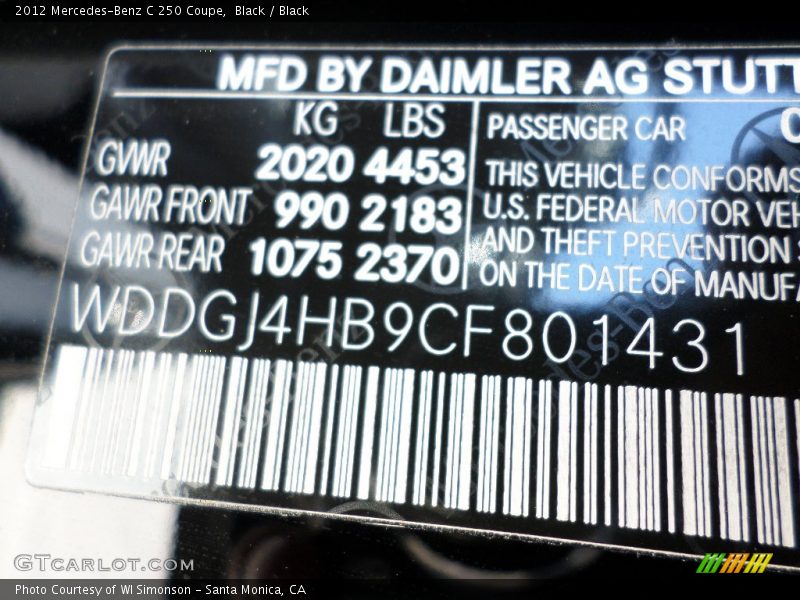 2012 Mercedes-Benz C 250 Coupe,  Black / Black
MFD BY DAIMLER AG STUTT
KG LBS
GVWR 2020 4453
GAWR FRONT 990 2183
GAWR REAR 1075 2370
PASSENGER CAR
THIS VEHICLE CONFORMS
U.S. FEDERAL MOTOR VEH
AND THEFT PREVENTION
ON THE DATE OF MANUFA
WDDGJ4HB9CF801431
GTcarlot.com
Photo Courtesy of WI Simonson - Santa Monica, CA